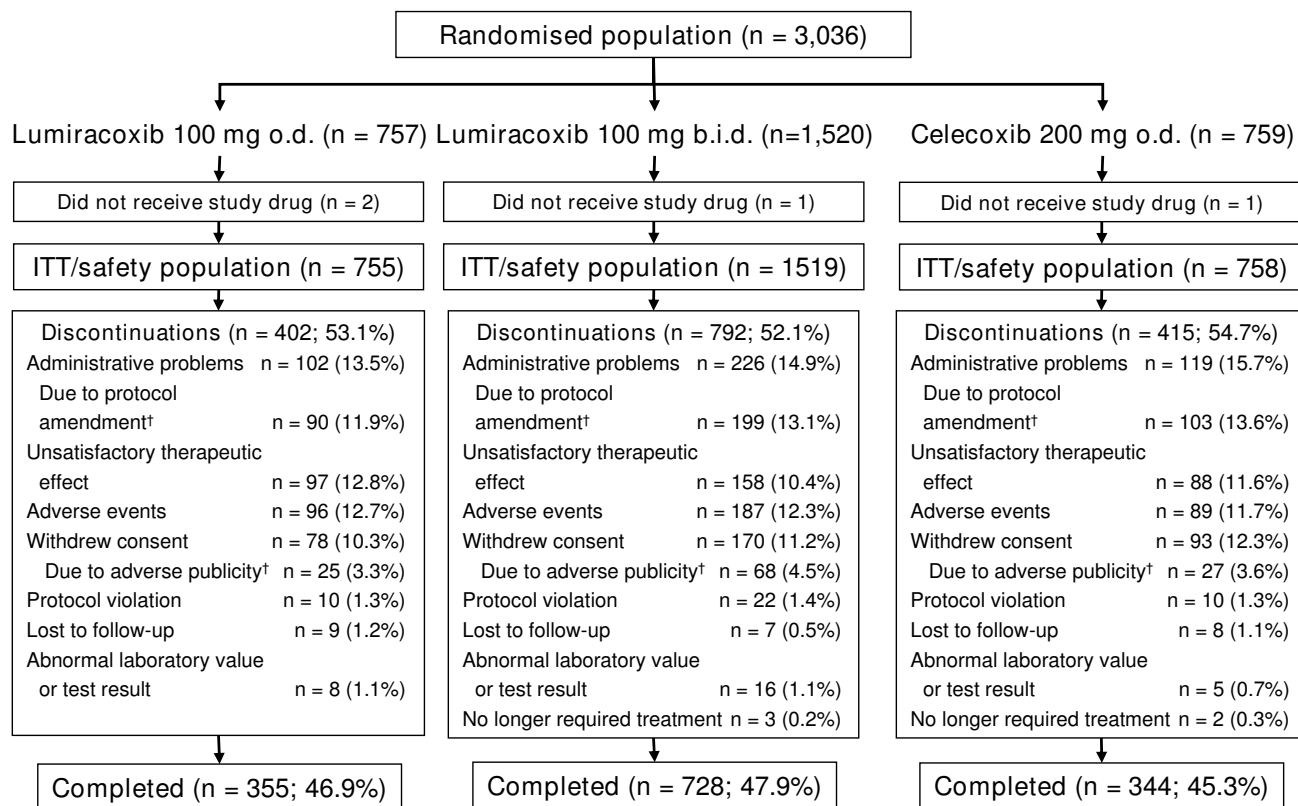 Randomised population (n = 3,036)
Lumiracoxib 100 mg o.d. (n = 757)
Lumiracoxib 100 mg b.i.d. (n=1,520)
Celecoxib 200 mg o.d. (n = 759)
Did not receive study drug (n = 2)
Did not receive study drug (n = 1)
Did not receive study drug (n = 1)
ITT/safety population (n = 755)
ITT/safety population (n = 1519)
ITT/safety population (n = 758)
Discontinuations (n = 402; 53.1%)
Administrative problems n = 102 (13.5%)
Due to protocol
amendment† n = 90 (11.9%)
Unsatisfactory therapeutic
effect n = 97 (12.8%)
Adverse events n = 96 (12.7%)
Withdrew consent n = 78 (10.3%)
Due to adverse publicity† n = 25 (3.3%)
Protocol violation n = 10 (1.3%)
Lost to follow-up n = 9 (1.2%)
Abnormal laboratory value
or test result n = 8 (1.1%)
Discontinuations (n = 792; 52.1%)
Administrative problems n = 226 (14.9%)
Due to protocol
amendment† n = 199 (13.1%)
Unsatisfactory therapeutic
effect n = 158 (10.4%)
Adverse events n = 187 (12.3%)
Withdrew consent n = 170 (11.2%)
Due to adverse publicity† n = 68 (4.5%)
Protocol violation n = 22 (1.4%)
Lost to follow-up n = 7 (0.5%)
Abnormal laboratory value
or test result n = 16 (1.1%)
No longer required treatment n = 3 (0.2%)
Discontinuations (n = 415; 54.7%)
Administrative problems n = 119 (15.7%)
Due to protocol
amendment† n = 103 (13.6%)
Unsatisfactory therapeutic
effect n = 88 (11.6%)
Adverse events n = 89 (11.7%)
Withdrew consent n = 93 (12.3%)
Due to adverse publicity† n = 27 (3.6%)
Protocol violation n = 10 (1.3%)
Lost to follow-up n = 8 (1.1%)
Abnormal laboratory value
or test result n = 5 (0.7%)
No longer required treatment n = 2 (0.3%)
Completed (n = 355; 46.9%)
Completed (n = 728; 47.9%)
Completed (n = 344; 45.3%)